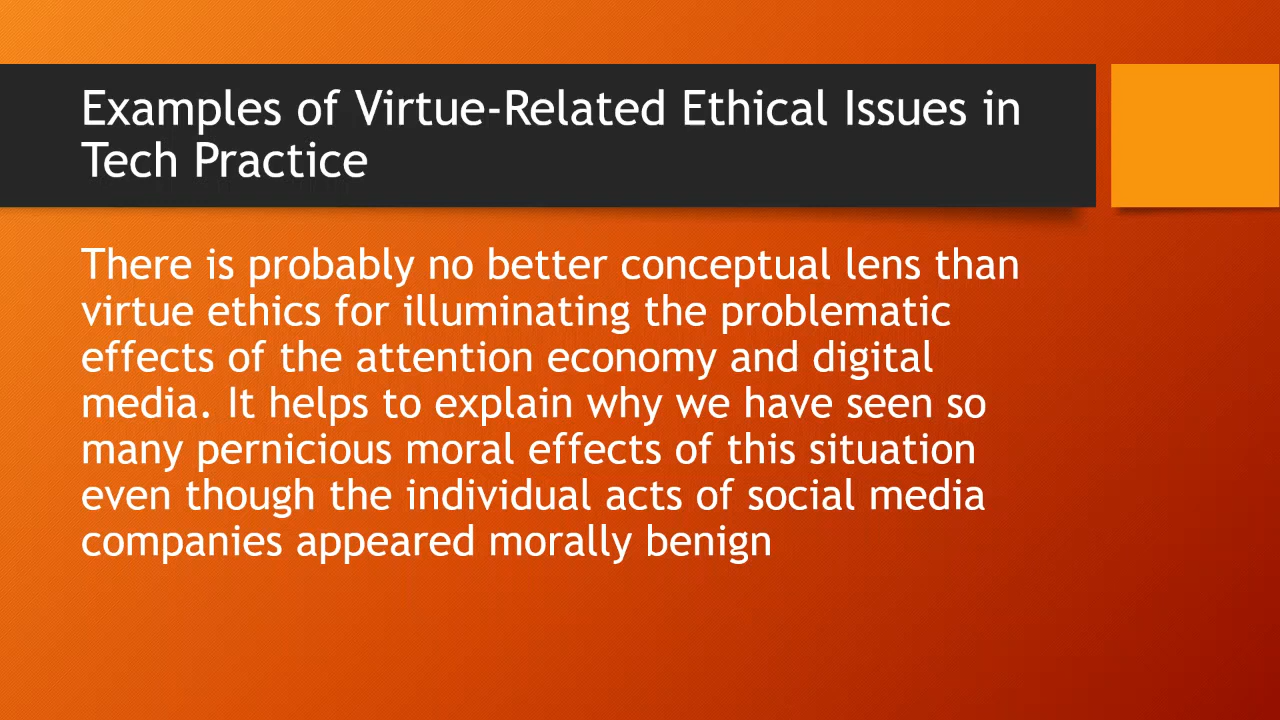 Examples of Virtue-Related Ethical Issues in
Tech Practice
There is probably no better conceptual lens than
virtue ethics for illuminating the problematic
effects of the attention economy and digital
media. It helps to explain why we have seen so
many pernicious moral effects of this situation
even though the individual acts of social media
companies appeared morally benign